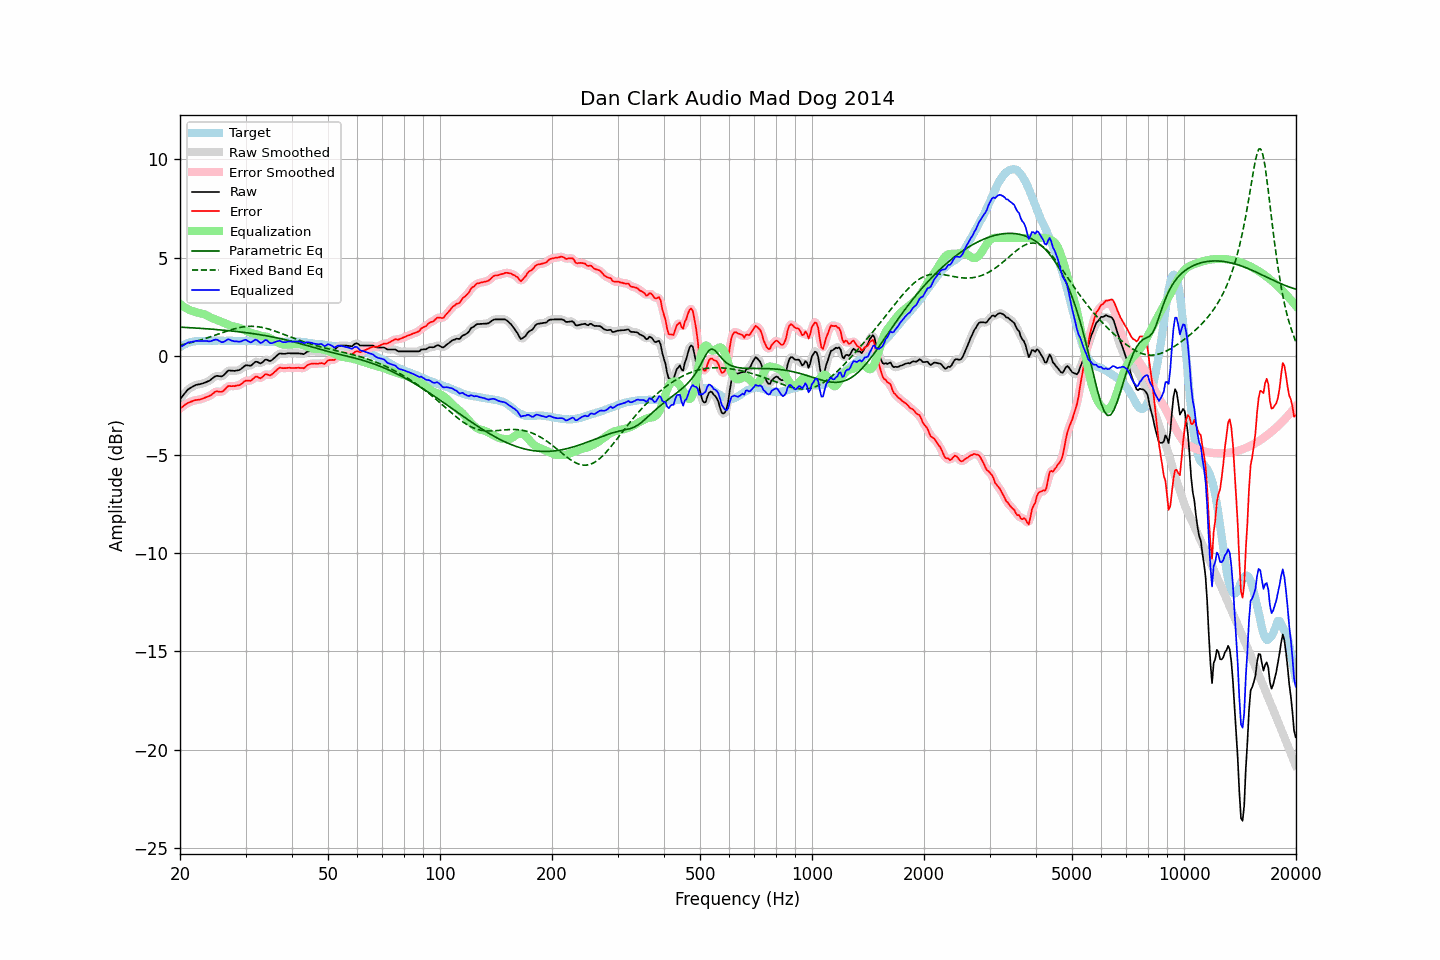 Dan Clark Audio Mad Dog 2014
Target
Raw Smoothed
Error Smoothed
Raw
Error
Equalization
Parametric Eq
Fixed Band Eq
Equalized
10
5
0
−5
−10
−15
−20
−25
Amplitude (dBr)
20 50 100 200 500 1000 2000 5000 10000 20000
Frequency (Hz)